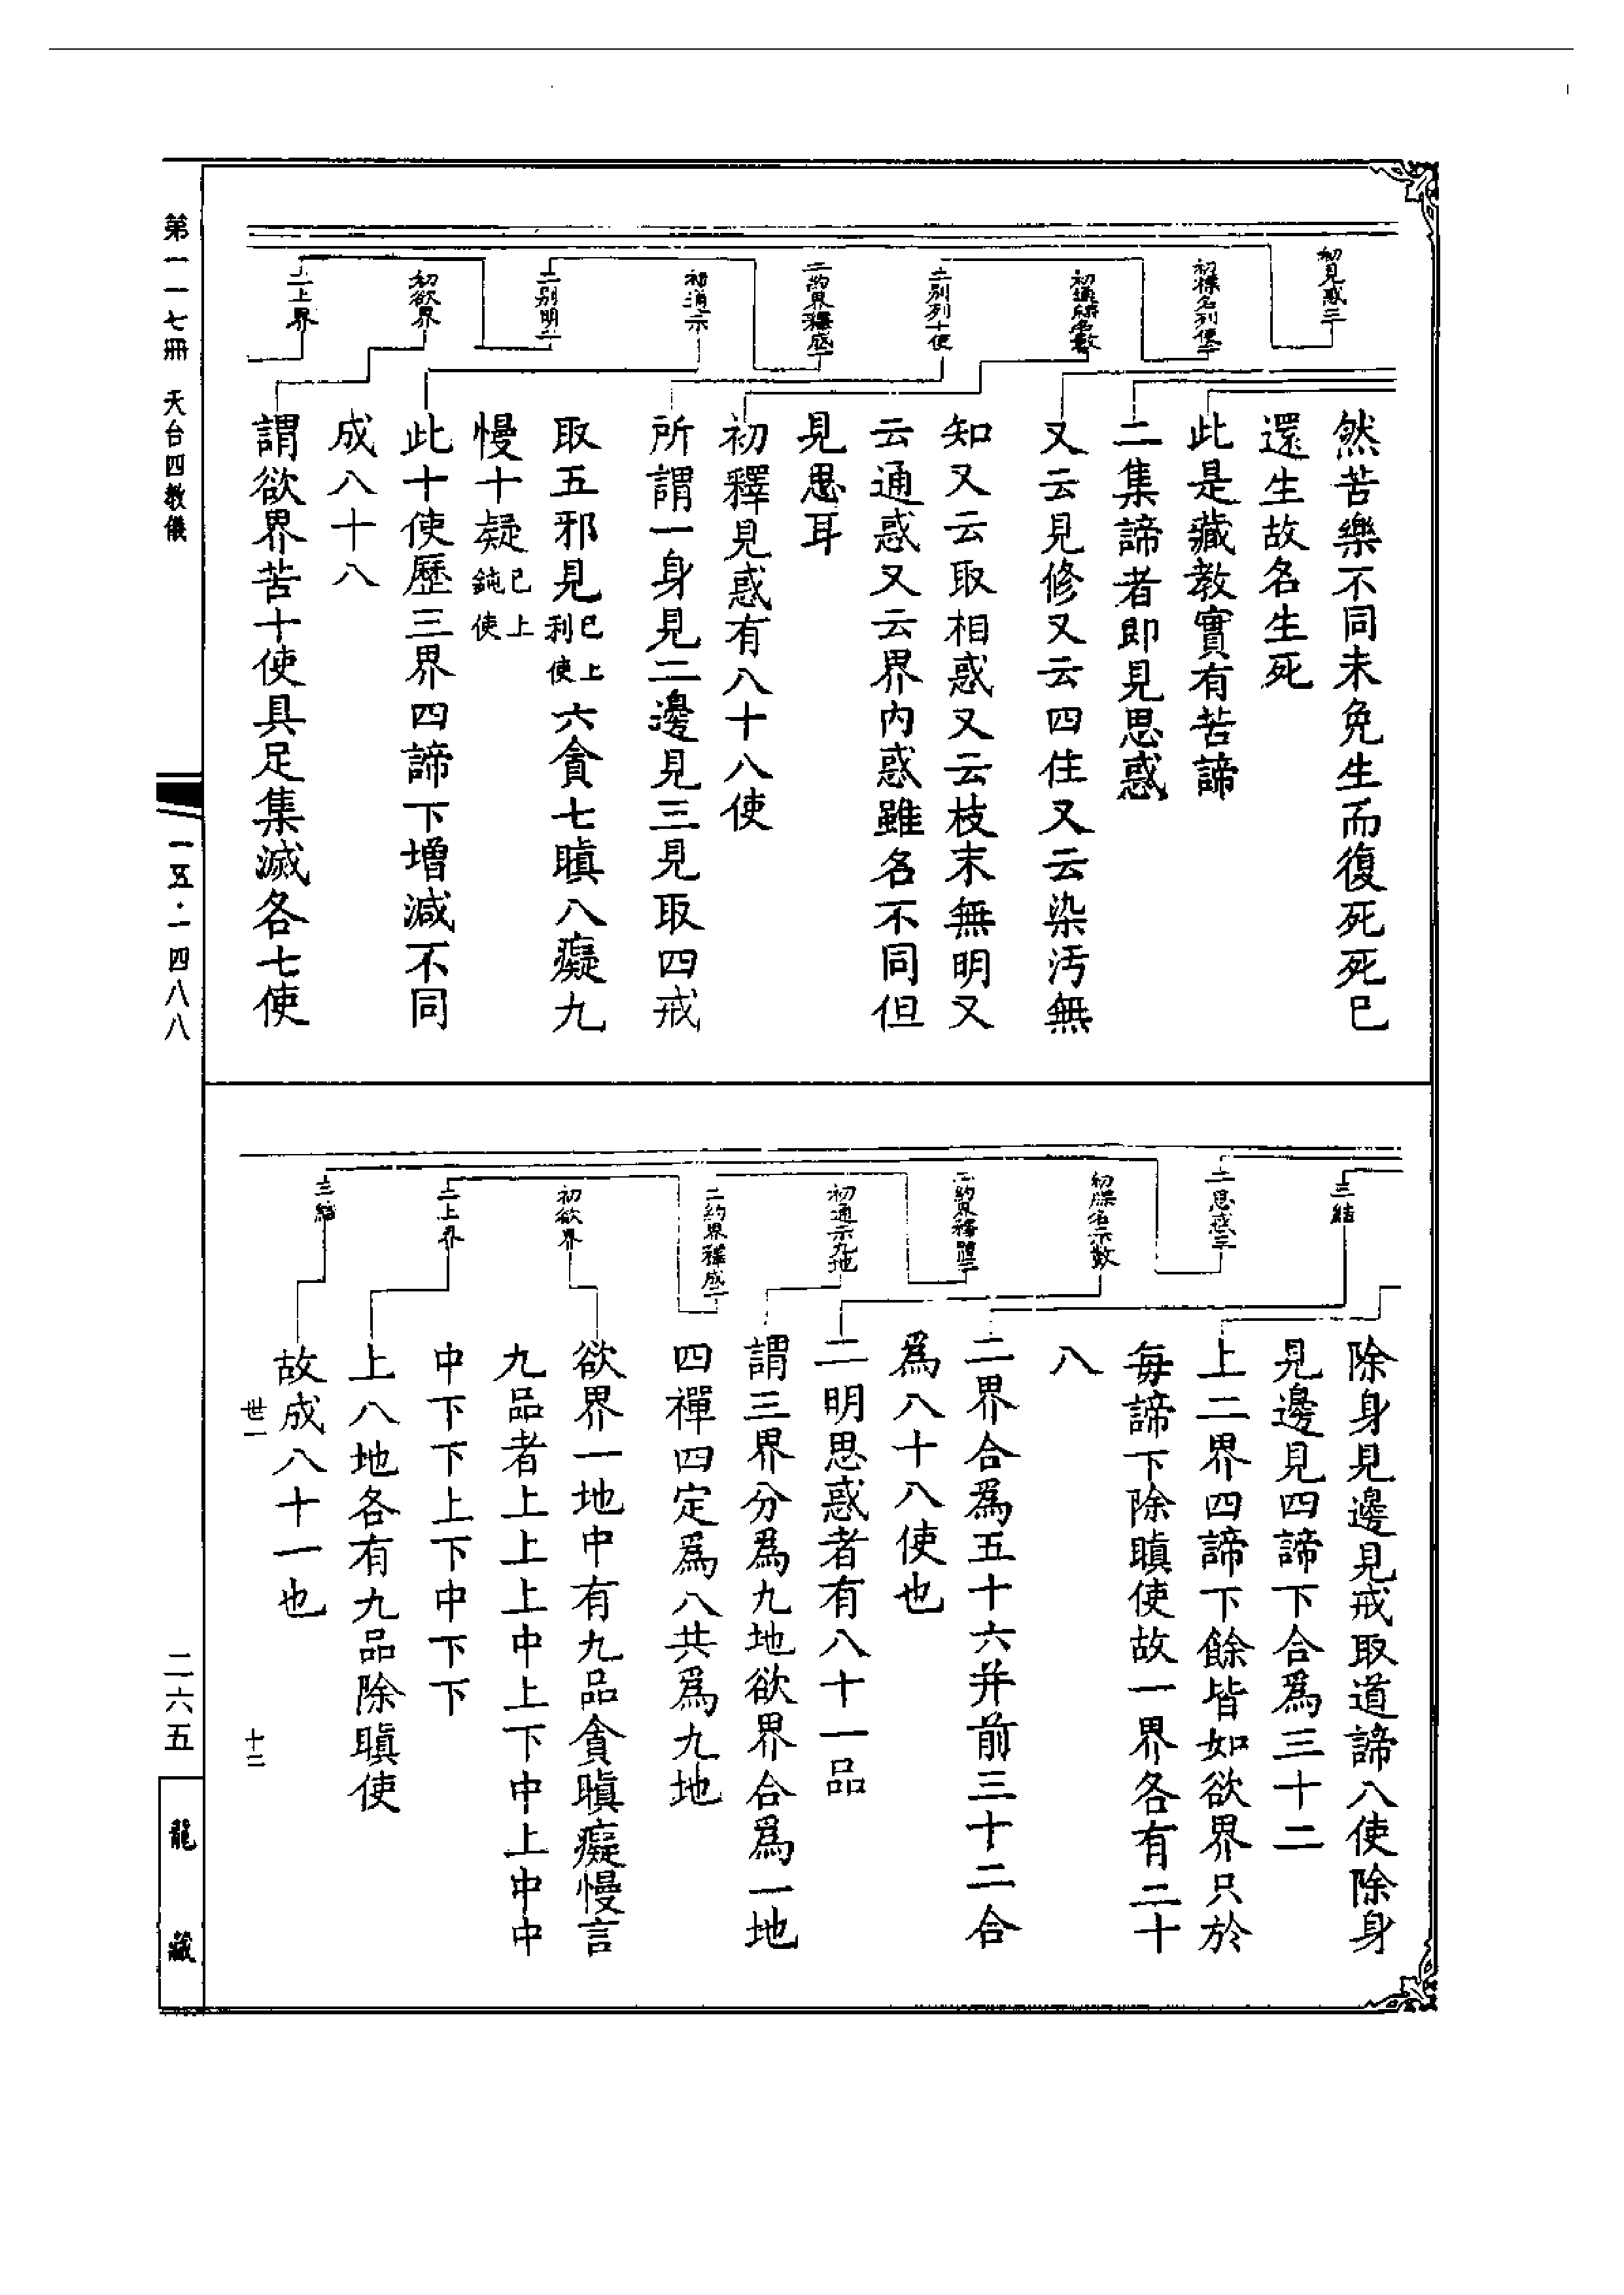 初見惑三
初標名列使二
初通標名數
二別列十使
二約界釋惑二
初通示
二別明二
初欲界
二上界
然苦樂不同未免生而復死死已
還生故名生死
此是藏教實有苦諦
二集諦者即見思惑
又云見修又云四住又云染汚無
知又云取相惑又云枝末無明又
云通惑又云界內惑雖名不同但
見思耳
初釋見惑有八十八使
所謂一身見二邊見三見取四戒
取五邪見已上利使六貪七瞋八癡九
慢十疑已上鈍使
此十使歷三界四諦下增減不同
成八十八
謂欲界苦十使具足集滅各七使
三結
二思惑三
初牒名示數
二約界釋體二
初通示九地
二約界釋惑二
初欲界
二上界
三結
除身見邊見戒取道諦八使除身
見邊見四諦下合爲三十二
上二界四諦下餘皆如欲界只於
每諦下除瞋使故一界各有二十
八
二界合爲五十六并前三十二合
爲八十八使也
二明思惑者有八十一品
謂三界分爲九地欲界合爲一地
四禪四定爲八共爲九地
欲界一地中有九品貪瞋癡慢言
九品者上上上中上下中上中中
中下下上下中下下
上八地各有九品除瞋使
故成八十一也
世一
十二
第一一七冊 天台四教儀
一五·一四八八
二六五
龍藏